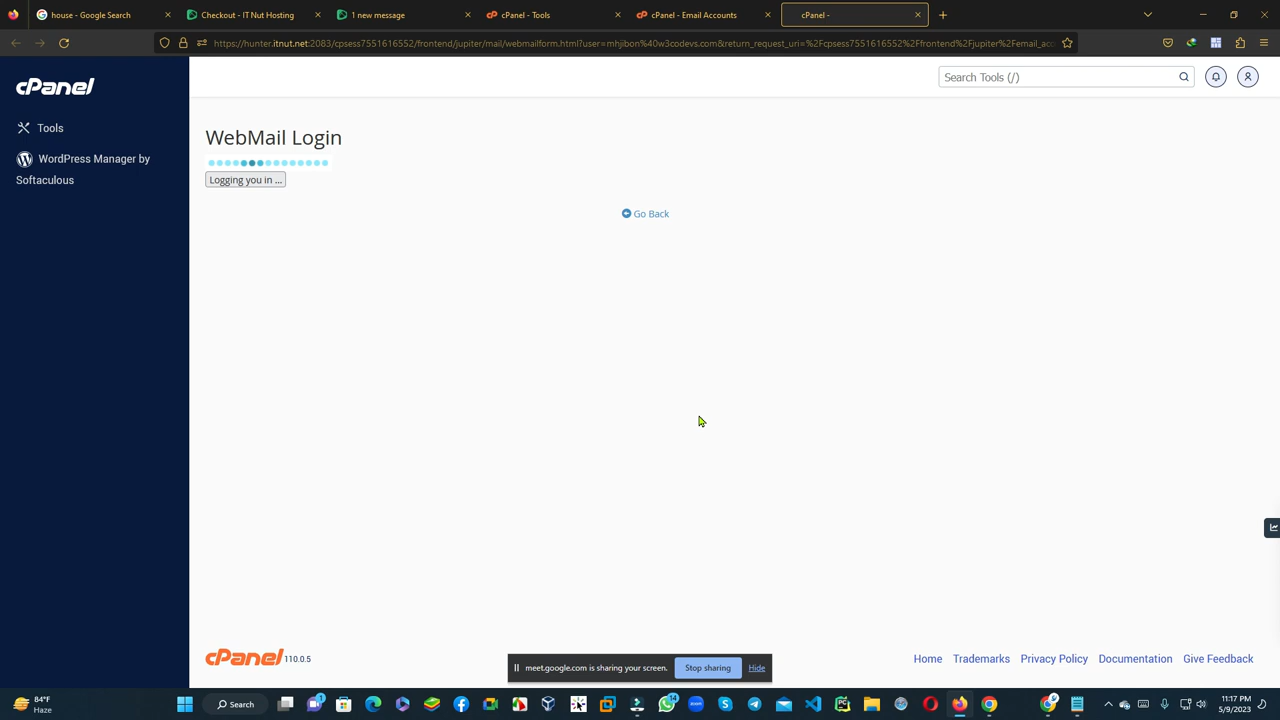 house - Google Search
Checkout - IT Nut Hosting
1 new message
cPanel - Tools
cPanel - Email Accounts
cPanel -
https://hunter.itnut.net:2083/cpsess7551616552/frontend/jupiter/mail/webmailform.html?user=mhjibon%40w3codevs.com&return_request_uri=%2Fcpsess7551616552%2Ffrontend%2Fjupiter%2Femail_acc
cPanel
Search Tools (/)
Tools
WordPress Manager by
Softaculous
WebMail Login
Logging you in ...
Go Back
cPanel 110.0.5
Home
Trademarks
Privacy Policy
Documentation
Give Feedback
meet.google.com is sharing your screen.
Stop sharing
Hide
84°F
Haze
Search
1
14
zoom
5
11:17 PM
5/9/2023